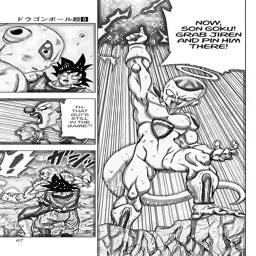 NOW,
SON GOKU!
GRAB JIREN
AND PIN HIM
THERE!
ドラゴンボール超9
TH-
THAT
GUY'S
STILL
IN THE
GAME?!
67